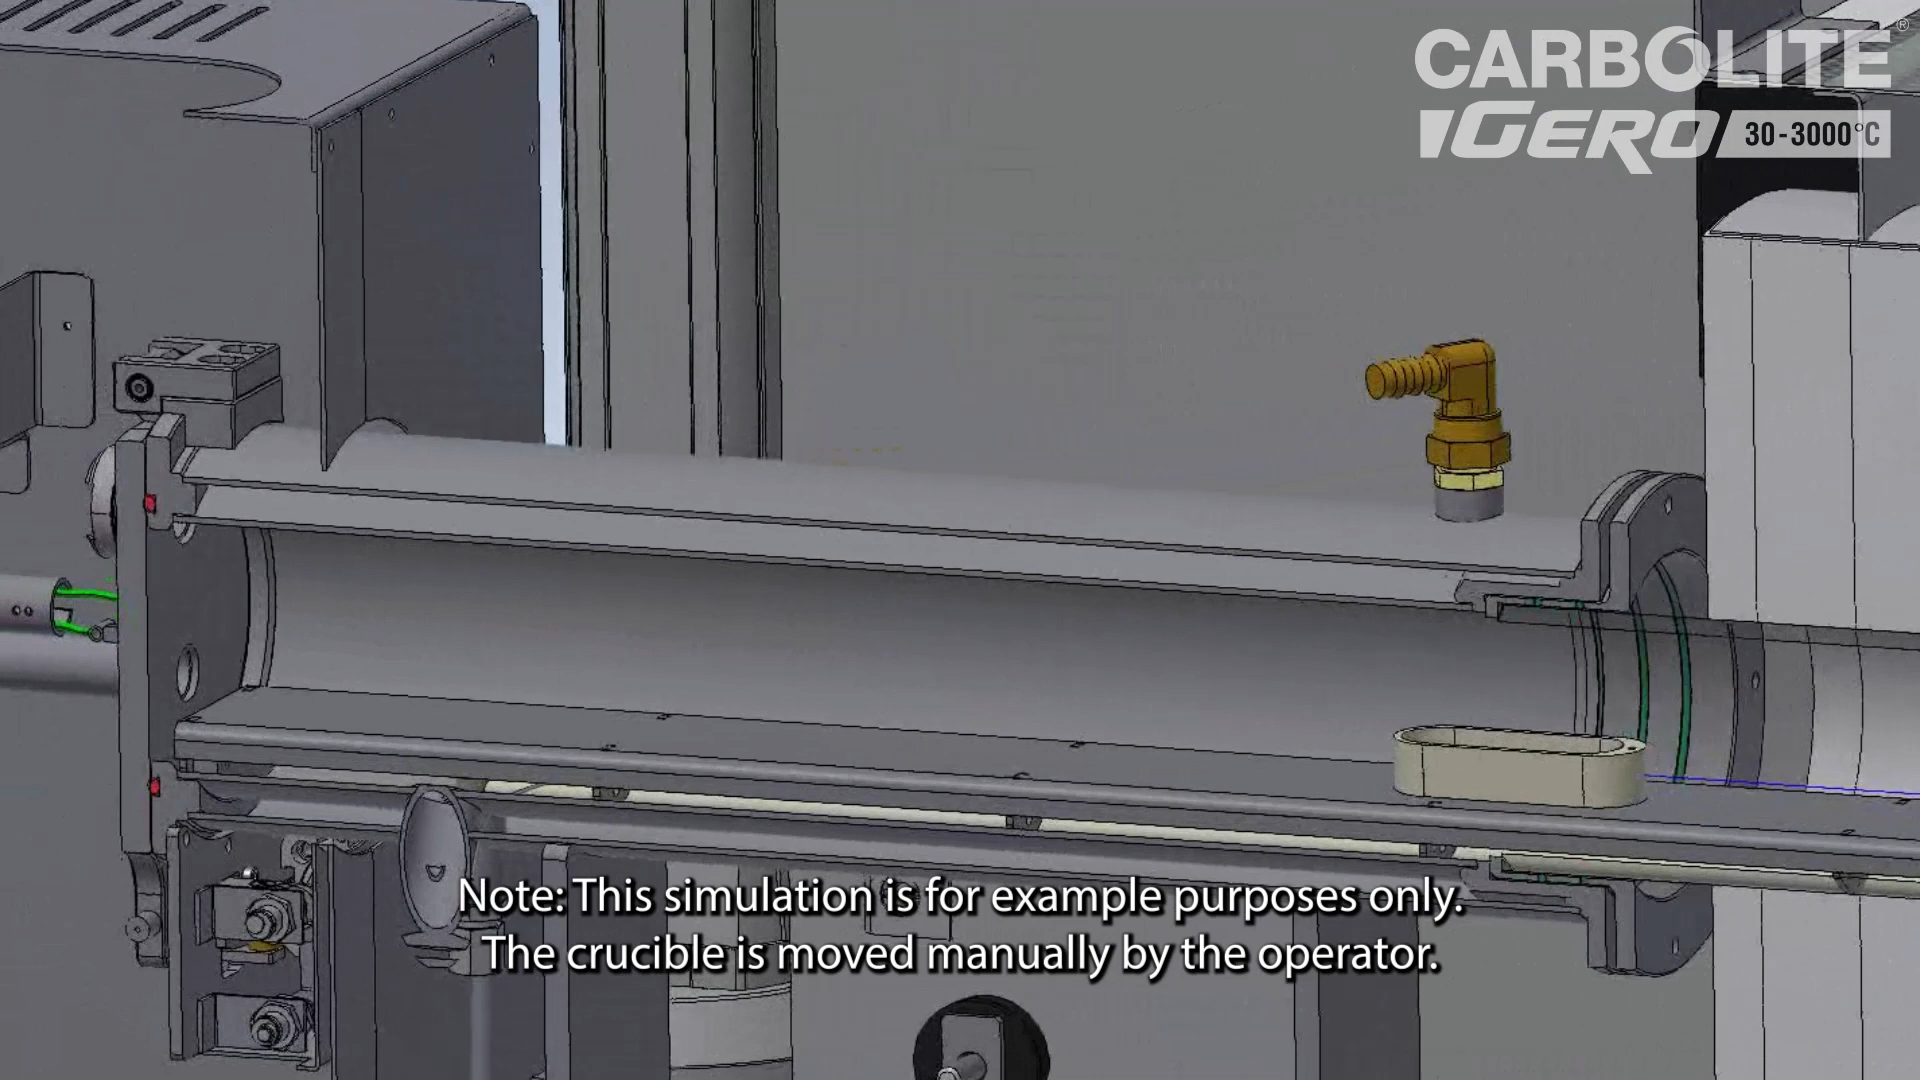 CARBOLITE®
GERO 30-3000°C
Note: This simulation is for example purposes only.
The crucible is moved manually by the operator.